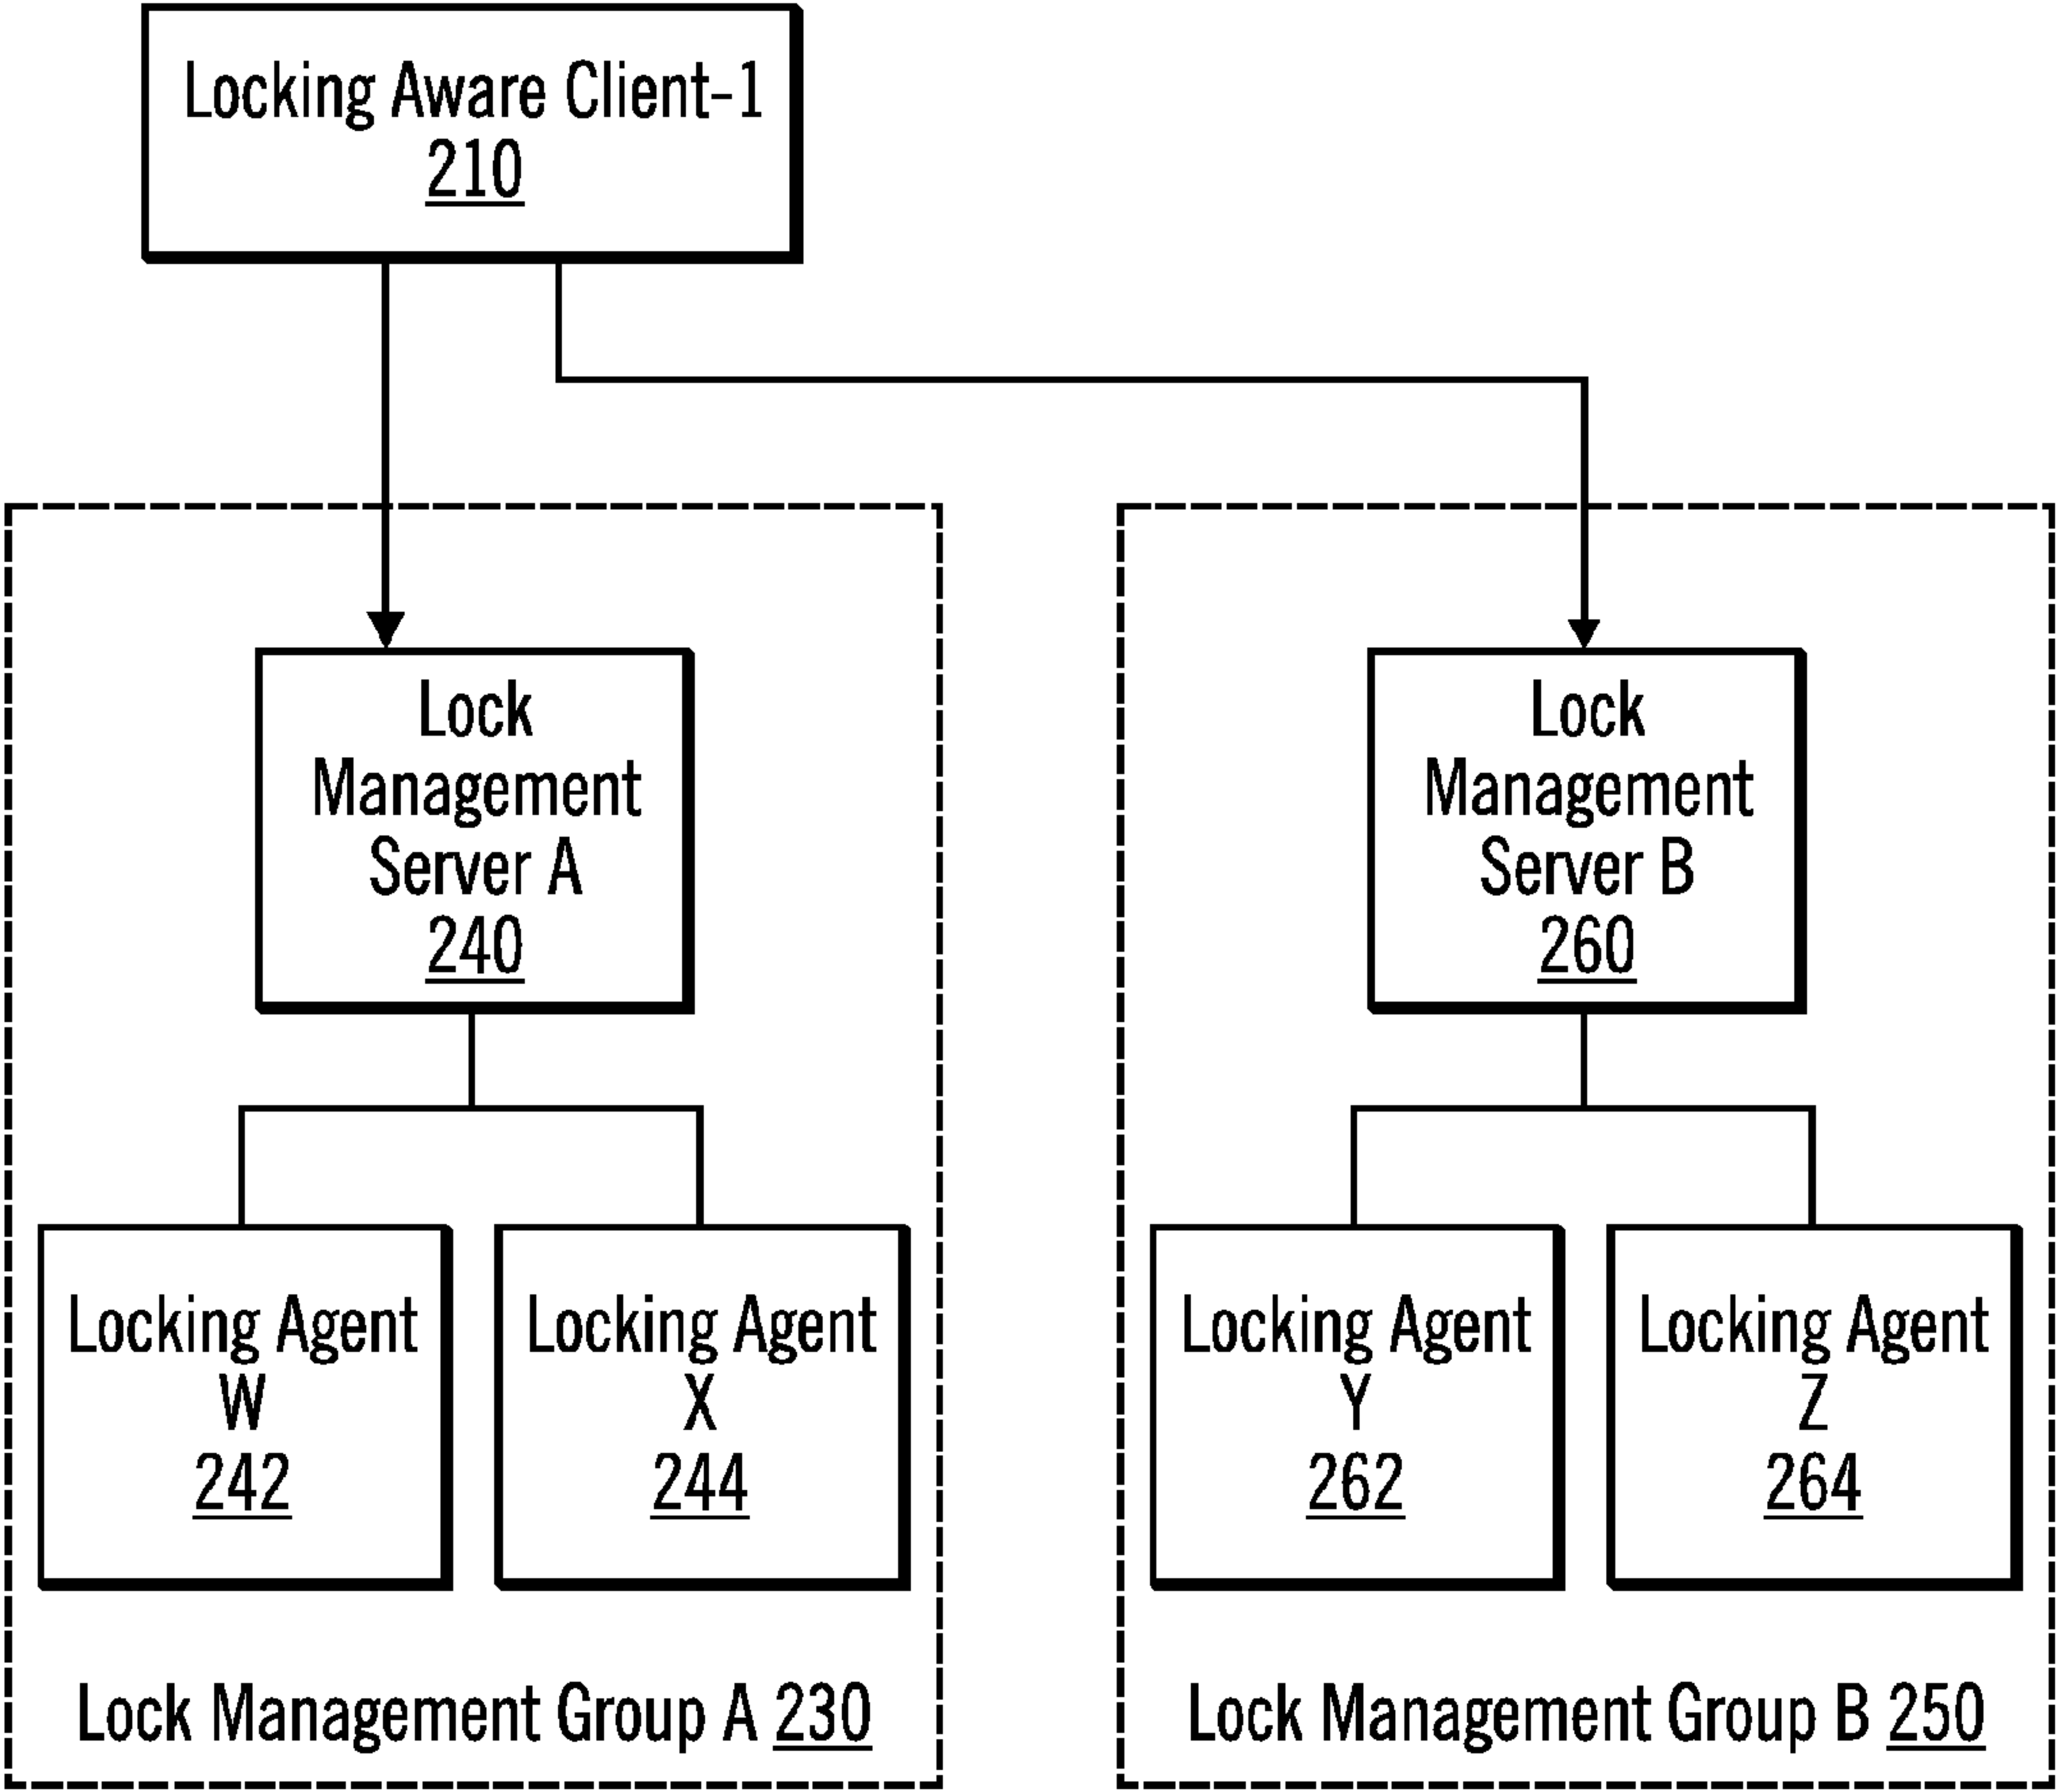 Locking Aware Client-1
210
Lock
Management
Server A
240
Lock
Management
Server B
260
Locking Agent
W
242
Locking Agent
X
244
Locking Agent
Y
262
Locking Agent
Z
264
Lock Management Group A 230
Lock Management Group B 250